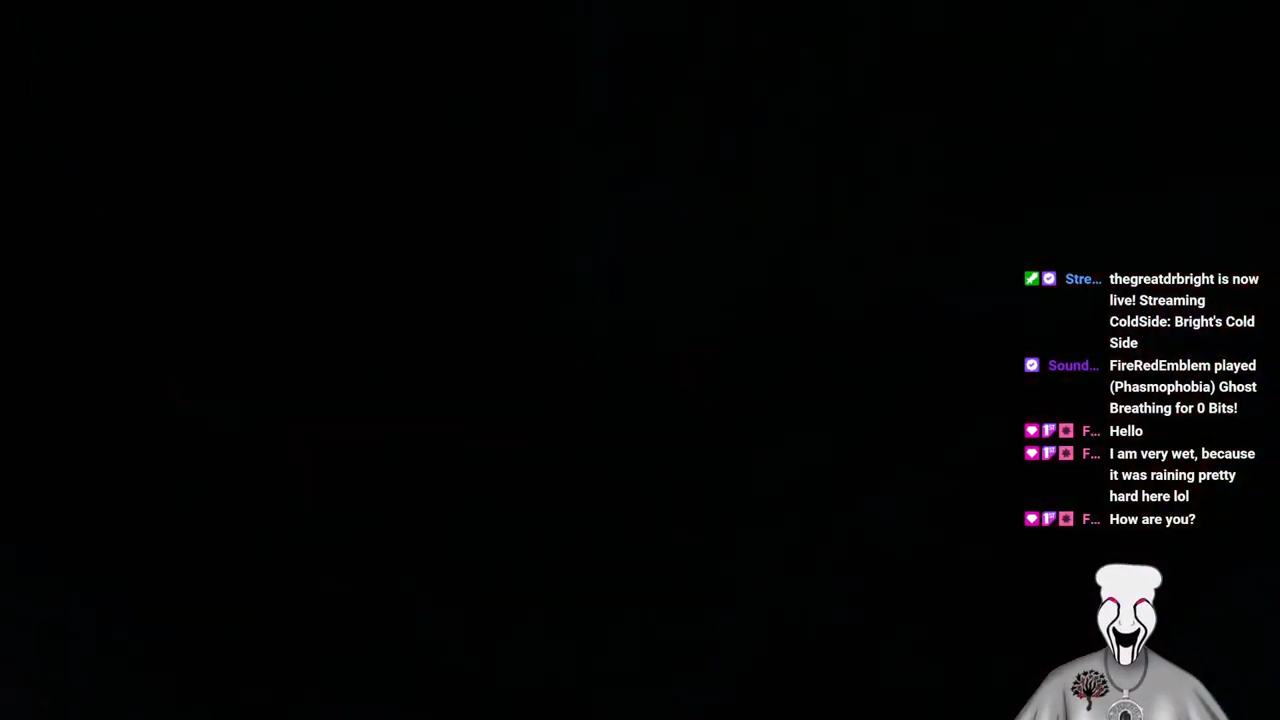 Stre... thegreatdrbright is now
live! Streaming
ColdSide: Bright's Cold
Side
Sound... FireRedEmblem played
(Phasmophobia) Ghost
Breathing for 0 Bits!
F... Hello
F... I am very wet, because
it was raining pretty
hard here lol
F... How are you?